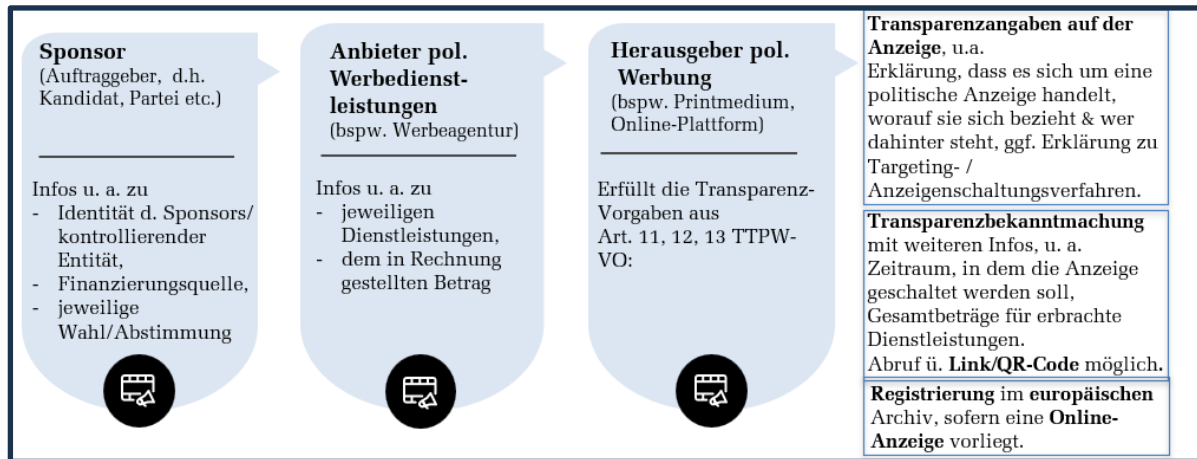 Sponsor
(Auftraggeber, d.h.
Kandidat, Partei etc.)
Infos u. a. zu
- Identität d. Sponsors/
kontrollierender
Entität,
- Finanzierungsquelle,
- jeweilige
Wahl/Abstimmung
Anbieter pol.
Werbedienst-
leistungen
(bspw. Werbeagentur)
Infos u. a. zu
- jeweiligen
Dienstleistungen,
- dem in Rechnung
gestellten Betrag
Herausgeber pol.
Werbung
(bspw. Printmedium,
Online-Plattform)
Erfüllt die Transparenz-
Vorgaben aus
Art. 11, 12, 13 TTPW-
VO:
Transparenzangaben auf der
Anzeige, u.a.
Erklärung, dass es sich um eine
politische Anzeige handelt,
worauf sie sich bezieht & wer
dahinter steht, ggf. Erklärung zu
Targeting- /
Anzeigenschaltungsverfahren.
Transparenzbekanntmachung
mit weiteren Infos, u. a.
Zeitraum, in dem die Anzeige
geschaltet werden soll,
Gesamtbeträge für erbrachte
Dienstleistungen.
Abruf ü. Link/QR-Code möglich.
Registrierung im europäischen
Archiv, sofern eine Online-
Anzeige vorliegt.